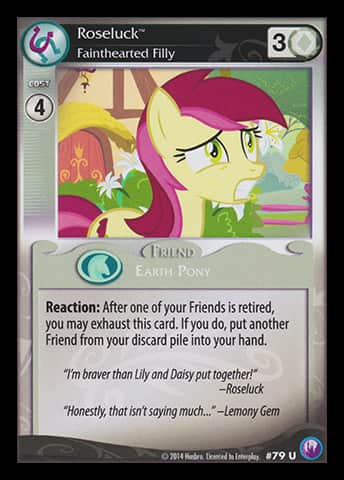 Roseluck™
Fainthearted Filly
3
COST
4
FRIEND
EARTH PONY
Reaction: After one of your Friends is retired,
you may exhaust this card. If you do, put another
Friend from your discard pile into your hand.
“I’m braver than Lily and Daisy put together!”
–Roseluck
“Honestly, that isn’t saying much...” –Lemony Gem
© 2014 Hasbro. Licensed to Enterplay.
#79 U